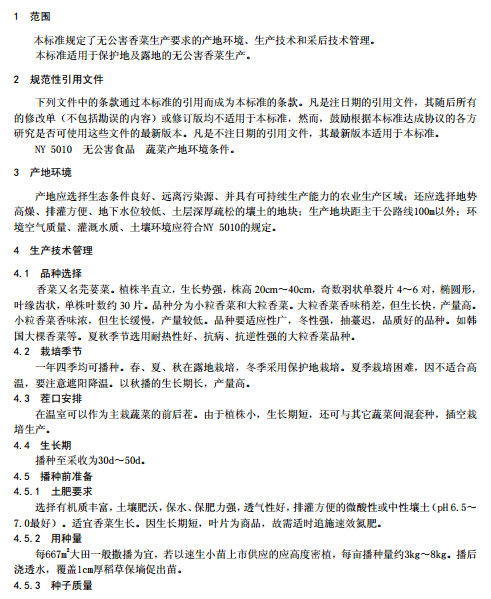 1 范围
本标准规定了无公害香菜生产要求的产地环境、生产技术和采后技术管理。
本标准适用于保护地及露地的无公害香菜生产。
2 规范性引用文件
下列文件中的条款通过本标准的引用而成为本标准的条款。凡是注日期的引用文件，其随后所有
的修改单（不包括勘误的内容）或修订版均不适用于本标准，然而，鼓励根据本标准达成协议的各方
研究是否可使用这些文件的最新版本。凡是不注日期的引用文件，其最新版本适用于本标准。
NY 5010 无公害食品 蔬菜产地环境条件。
3 产地环境
产地应选择生态条件良好、远离污染源、并具有可持续生产能力的农业生产区域；还应选择地势
高燥、排灌方便、地下水位较低、土层深厚疏松的壤土的地块；生产地块距主干公路线100m以外；环
境空气质量、灌溉水质、土壤环境应符合NY 5010的规定。
4 生产技术管理
4.1 品种选择
香菜又名芫荽菜。植株半直立，生长势强，株高 20cm～40cm，奇数羽状单裂片 4～6 对，椭圆形，
叶缘齿状，单株叶数约 30 片。品种分为小粒香菜和大粒香菜。大粒香菜香味稍差，但生长快，产量高。
小粒香菜香味浓，但生长缓慢，产量较低。品种要适应性广，冬性强，抽薹迟，品质好的品种。如韩
国大棵香菜等。夏秋季节选用耐热性好、抗病、抗逆性强的大粒香菜品种。
4.2 栽培季节
一年四季均可播种。春、夏、秋在露地栽培，冬季采用保护地栽培。夏季栽培困难，因不适合高
温，要注意遮阳降温。以秋播的生长期长，产量高。
4.3 茬口安排
在温室可以作为主栽蔬菜的前后茬。由于植株小，生长期短，还可与其它蔬菜间混套种，插空栽
培生产。
4.4 生长期
播种至采收为30d～50d。
4.5 播种前准备
4.5.1 土肥要求
选择有机质丰富，土壤肥沃，保水、保肥力强，透气性好，排灌方便的微酸性或中性壤土（pH 6.5～
7.0最好）。适宜香菜生长。因生长期短，叶片为商品，故需适时追施速效氮肥。
4.5.2 用种量
每667m²大田一般撒播为宜，若以速生小苗上市供应的应高度密植，每亩播种量约3kg～8kg。播后
浇透水，覆盖1cm厚稻草保墒促出苗。
4.5.3 种子质量